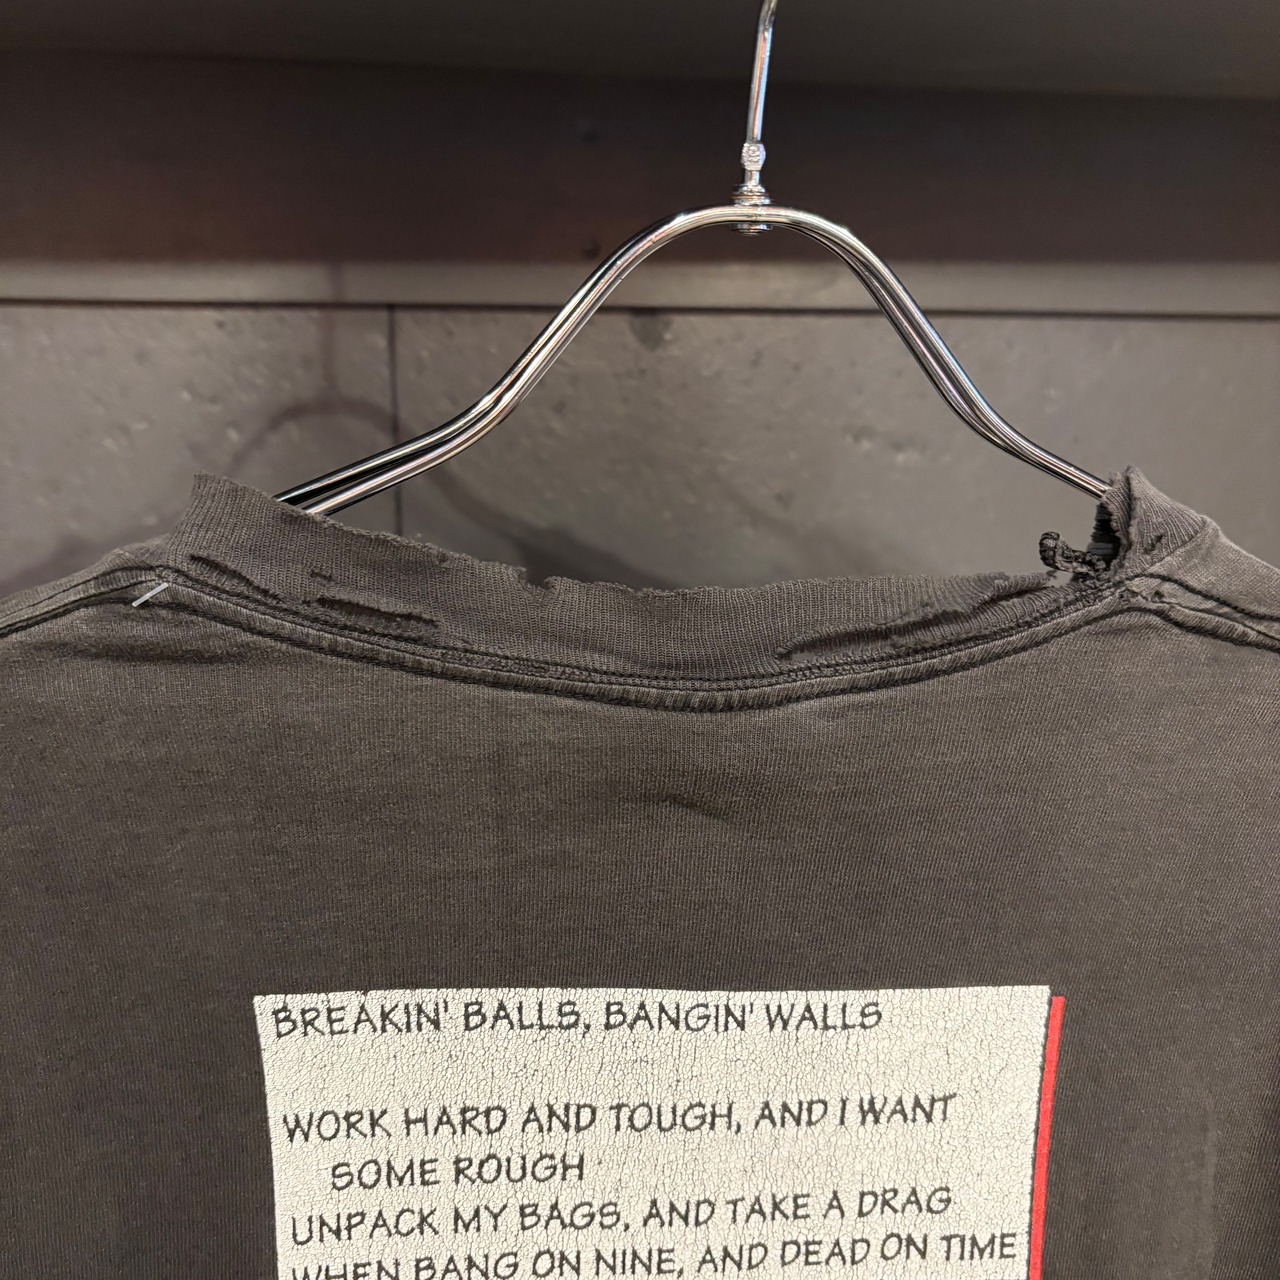 BREAKIN' BALLS, BANGIN' WALLS
WORK HARD AND TOUGH, AND I WANT
SOME ROUGH
UNPACK MY BAGS, AND TAKE A DRAG
WHEN BANG ON NINE, AND DEAD ON TIME